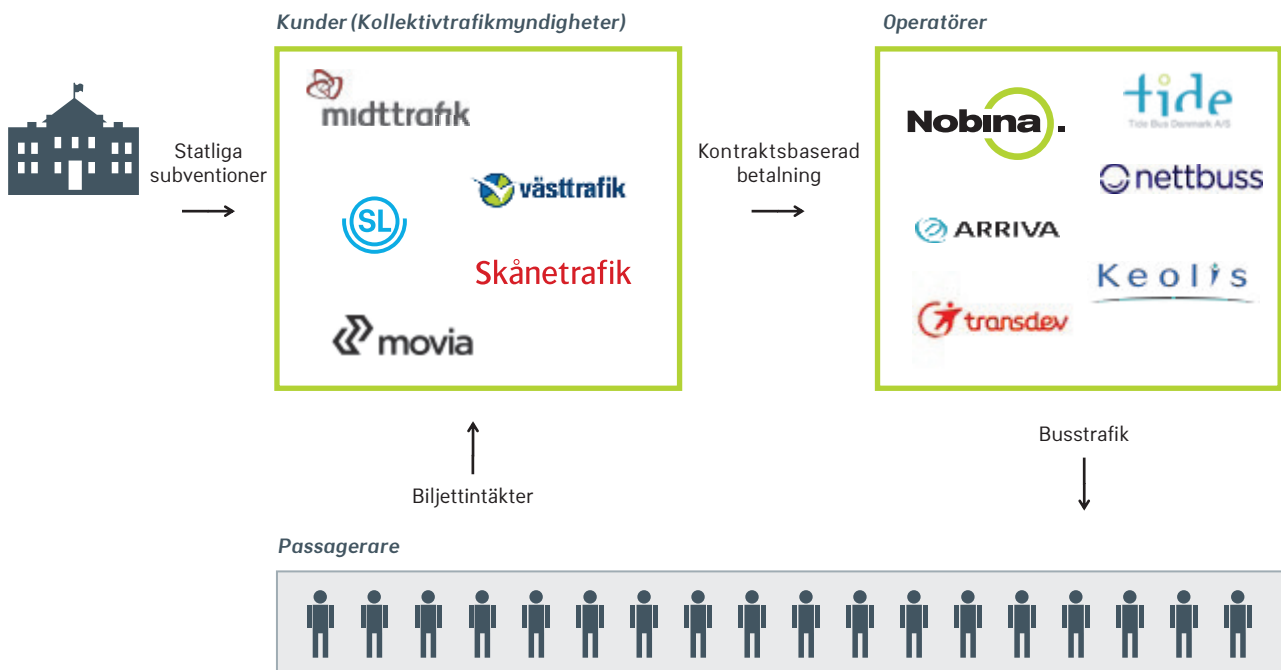 Kunder (Kollektivtrafikmyndigheter)
Operatörer
midttrafik
Statliga
subventioner
västtrafik
SL
Skånetrafik
movia
Kontraktsbaserad
betalning
Nobina.
tide
Tide Bus Danmark A/S
nettbuss
ARRIVA
Keolis
transdev
Biljettintäkter
Busstrafik
Passagerare